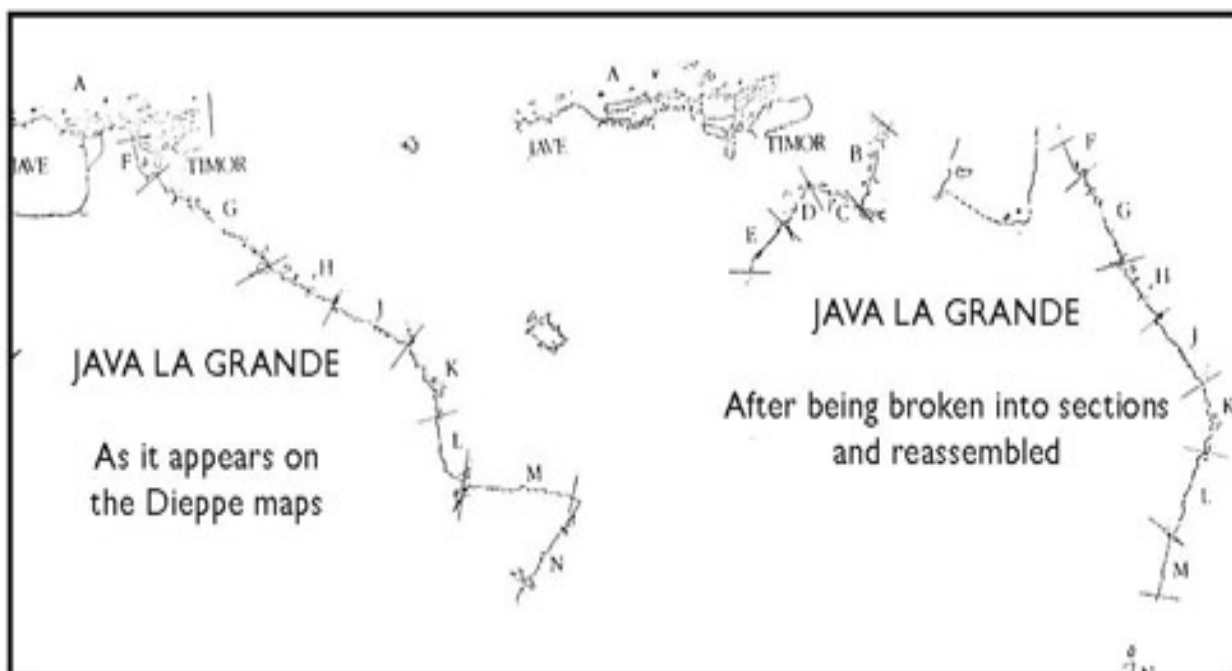 A
JAVE
F
TIMOR
G
H
J
K
L
M
N
JAVA LA GRANDE
As it appears on
the Dieppe maps
A
JAVE
TIMOR
B
C
D
E
F
G
H
J
K
L
M
N
JAVA LA GRANDE
After being broken into sections
and reassembled